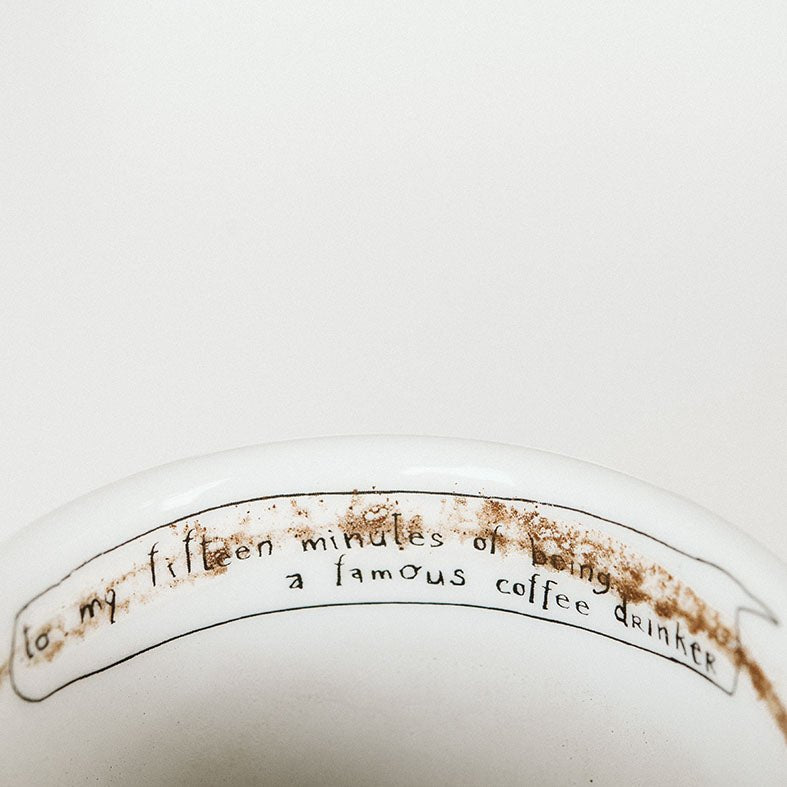 to my fifteen minutes of being
a famous coffee drinker